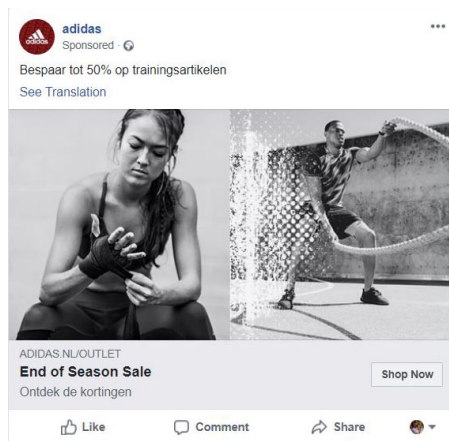 adidas
adidas
Sponsored ·
Bespaar tot 50% op trainingsartikelen
See Translation
ADIDAS.NL/OUTLET
End of Season Sale
Shop Now
Ontdek de kortingen
Like Comment Share